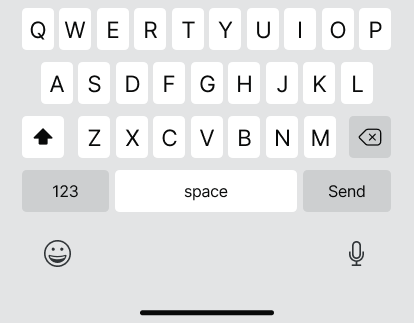 Q W E R T Y U I O P
A S D F G H J K L
Z X C V B N M
123 space Send